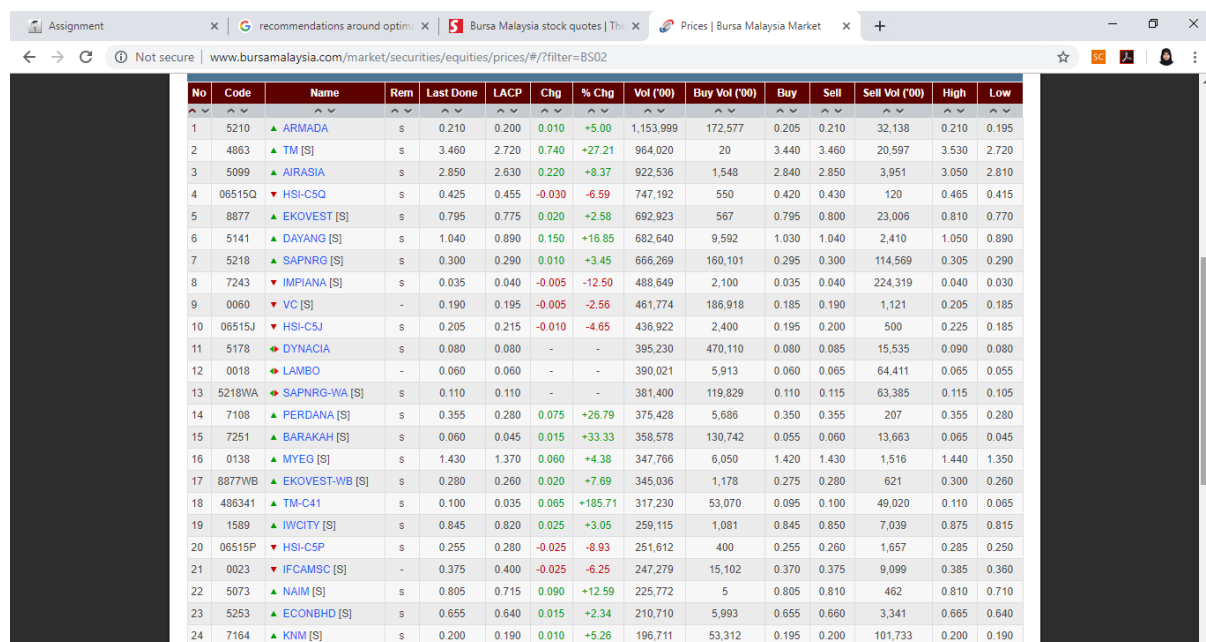 Assignment
recommendations around optim
Bursa Malaysia stock quotes | Th
Prices | Bursa Malaysia Market
Not secure | www.bursamalaysia.com/market/securities/equities/prices/#/?filter=BS02
No Code Name Rem Last Done LACP Chg % Chg Vol ('00) Buy Vol ('00) Buy Sell Sell Vol ('00) High Low
1 5210 ARMADA s 0.210 0.200 0.010 +5.00 1,153,999 172,577 0.205 0.210 32,138 0.210 0.195
2 4863 TM [S] s 3.460 2.720 0.740 +27.21 964,020 20 3.440 3.460 20,597 3.530 2.720
3 5099 AIRASIA s 2.850 2.630 0.220 +8.37 922,536 1,548 2.840 2.850 3,951 3.050 2.810
4 06515Q HSI-C5Q s 0.425 0.455 -0.030 -6.59 747,192 550 0.420 0.430 120 0.465 0.415
5 8877 EKOVEST [S] s 0.795 0.775 0.020 +2.58 692,923 567 0.795 0.800 23,006 0.810 0.770
6 5141 DAYANG [S] s 1.040 0.890 0.150 +16.85 682,640 9,592 1.030 1.040 2,410 1.050 0.890
7 5218 SAPNRG [S] s 0.300 0.290 0.010 +3.45 666,269 160,101 0.295 0.300 114,569 0.305 0.290
8 7243 IMPIANA [S] s 0.035 0.040 -0.005 -12.50 488,649 2,100 0.035 0.040 224,319 0.040 0.030
9 0060 VC [S] - 0.190 0.195 -0.005 -2.56 461,774 186,918 0.185 0.190 1,121 0.205 0.185
10 06515J HSI-C5J s 0.205 0.215 -0.010 -4.65 436,922 2,400 0.195 0.200 500 0.225 0.185
11 5178 DYNACIA s 0.080 0.080 - - 395,230 470,110 0.080 0.085 15,535 0.090 0.080
12 0018 LAMBO - 0.060 0.060 - - 390,021 5,913 0.060 0.065 64,411 0.065 0.055
13 5218WA SAPNRG-WA [S] s 0.110 0.110 - - 381,400 119,829 0.110 0.115 63,385 0.115 0.105
14 7108 PERDANA [S] s 0.355 0.280 0.075 +26.79 375,428 5,686 0.350 0.355 207 0.355 0.280
15 7251 BARAKAH [S] s 0.060 0.045 0.015 +33.33 358,578 130,742 0.055 0.060 13,663 0.065 0.045
16 0138 MYEG [S] s 1.430 1.370 0.060 +4.38 347,766 6,050 1.420 1.430 1,516 1.440 1.350
17 8877WB EKOVEST-WB [S] s 0.280 0.260 0.020 +7.69 345,036 1,178 0.275 0.280 621 0.300 0.260
18 486341 TM-C41 s 0.100 0.035 0.065 +185.71 317,230 53,070 0.095 0.100 49,020 0.110 0.065
19 1589 IWCITY [S] s 0.845 0.820 0.025 +3.05 259,115 1,081 0.845 0.850 7,039 0.875 0.815
20 06515P HSI-C5P s 0.255 0.280 -0.025 -8.93 251,612 400 0.255 0.260 1,657 0.285 0.250
21 0023 IFCAMSC [S] - 0.375 0.400 -0.025 -6.25 247,279 15,102 0.370 0.375 9,099 0.385 0.360
22 5073 NAIM [S] s 0.805 0.715 0.090 +12.59 225,772 5 0.805 0.810 462 0.810 0.710
23 5253 ECONBHD [S] s 0.655 0.640 0.015 +2.34 210,710 5,993 0.655 0.660 3,341 0.665 0.640
24 7164 KNM [S] s 0.200 0.190 0.010 +5.26 196,711 53,312 0.195 0.200 101,733 0.200 0.190